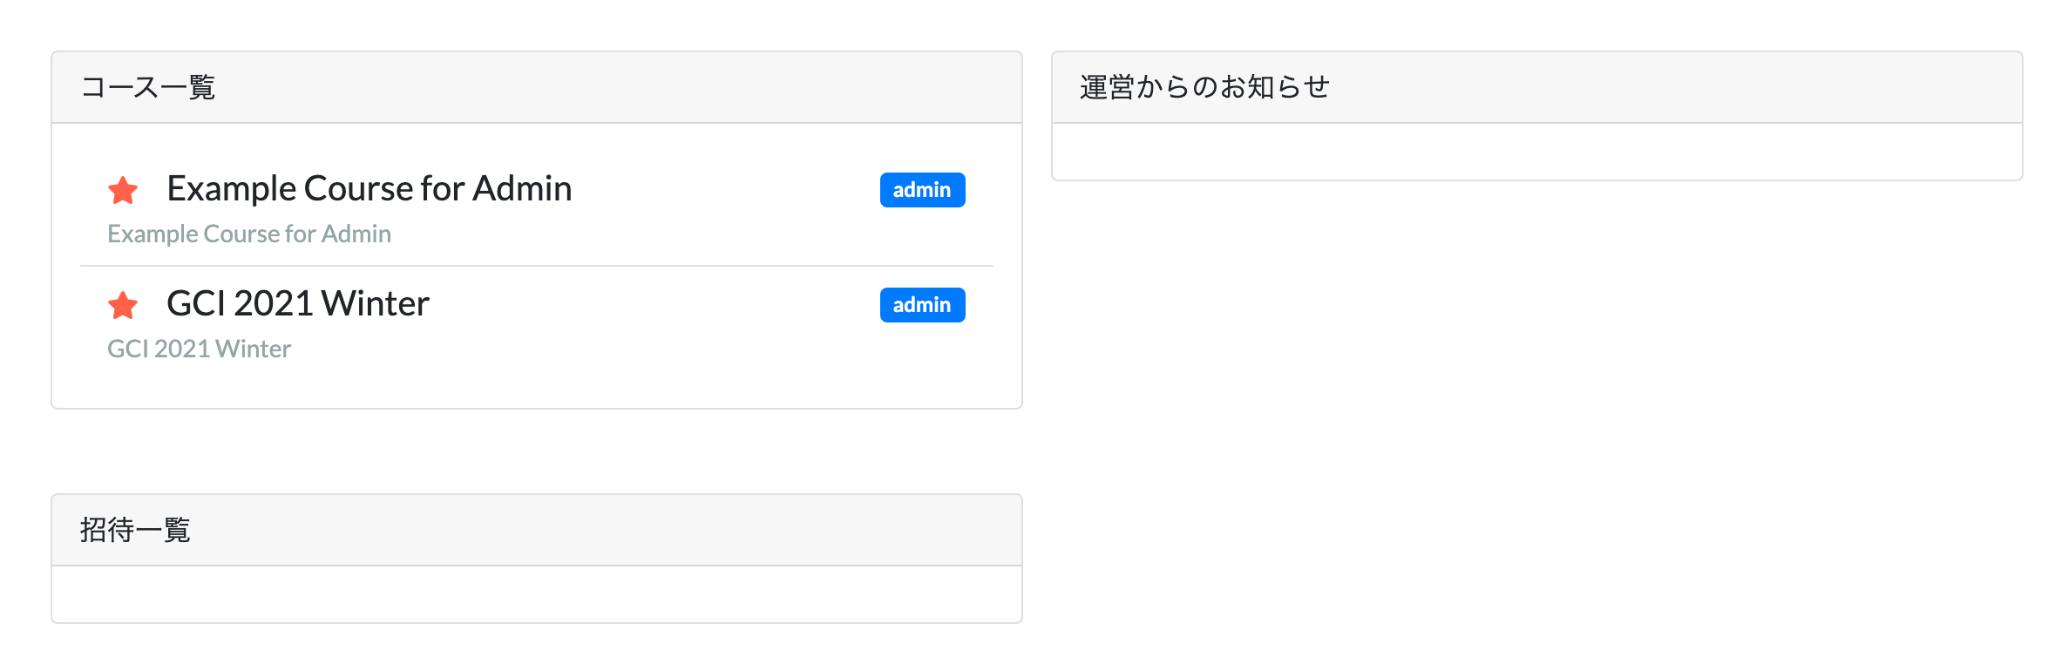 コース一覧
Example Course for Admin
admin
Example Course for Admin
GCI 2021 Winter
admin
GCI 2021 Winter
招待一覧
運営からのお知らせ